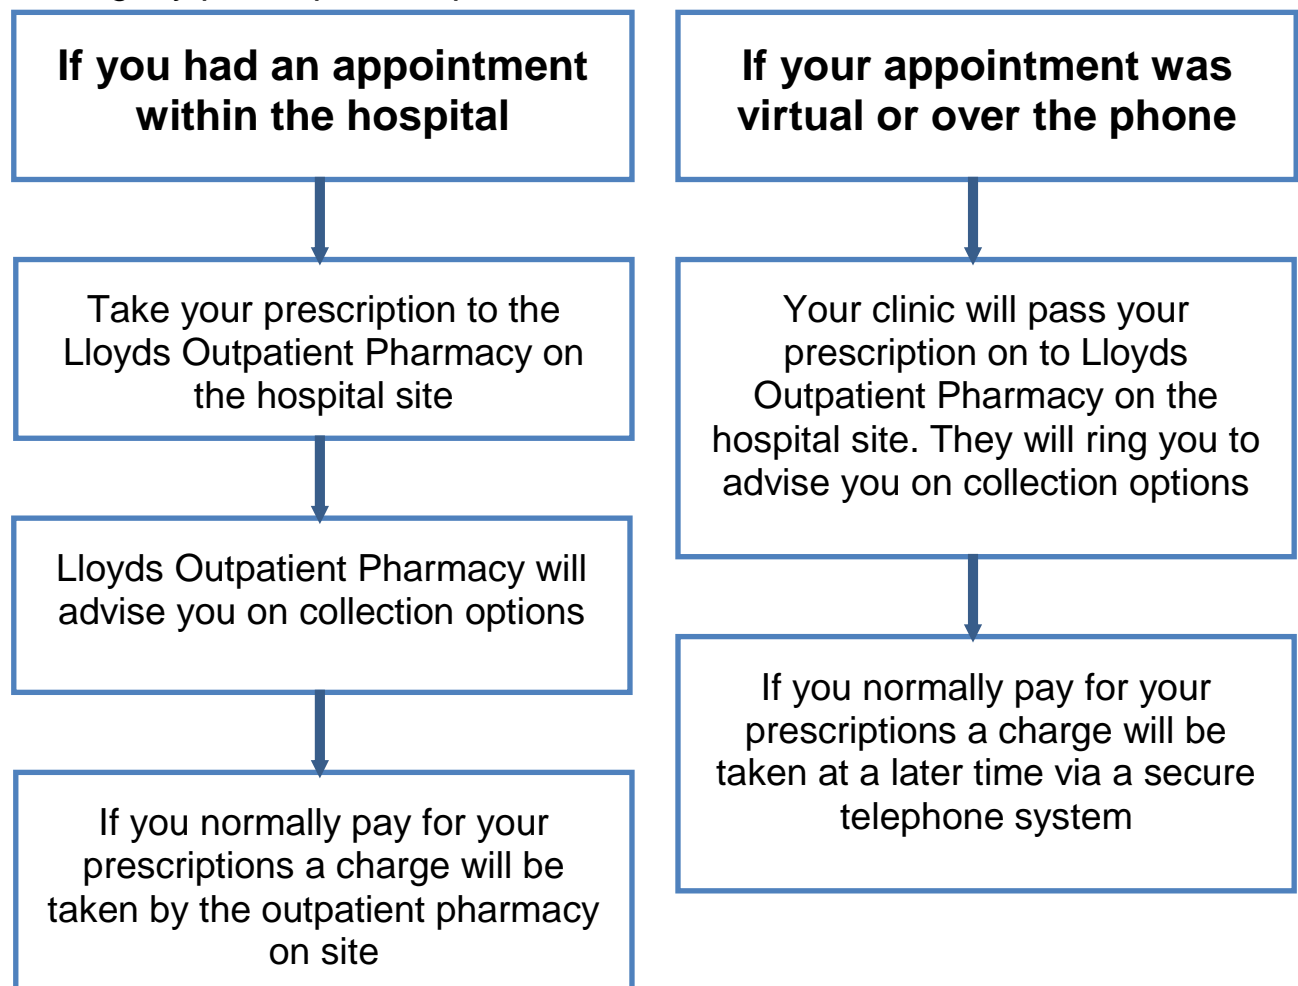 If you had an appointment
within the hospital
Take your prescription to the
Lloyds Outpatient Pharmacy on
the hospital site
Lloyds Outpatient Pharmacy will
advise you on collection options
If you normally pay for your
prescriptions a charge will be
taken by the outpatient pharmacy
on site
If your appointment was
virtual or over the phone
Your clinic will pass your
prescription on to Lloyds
Outpatient Pharmacy on the
hospital site. They will ring you to
advise you on collection options
If you normally pay for your
prescriptions a charge will be
taken at a later time via a secure
telephone system